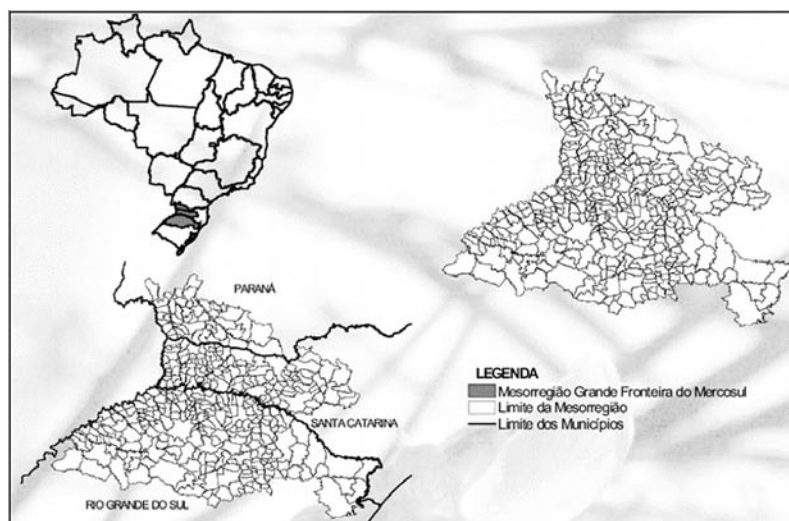 PARANÁ
SANTA CATARINA
RIO GRANDE DO SUL
LEGENDA
Mesorregião Grande Fronteira do Mercosul
Limite da Mesorregião
Limite dos Municípios